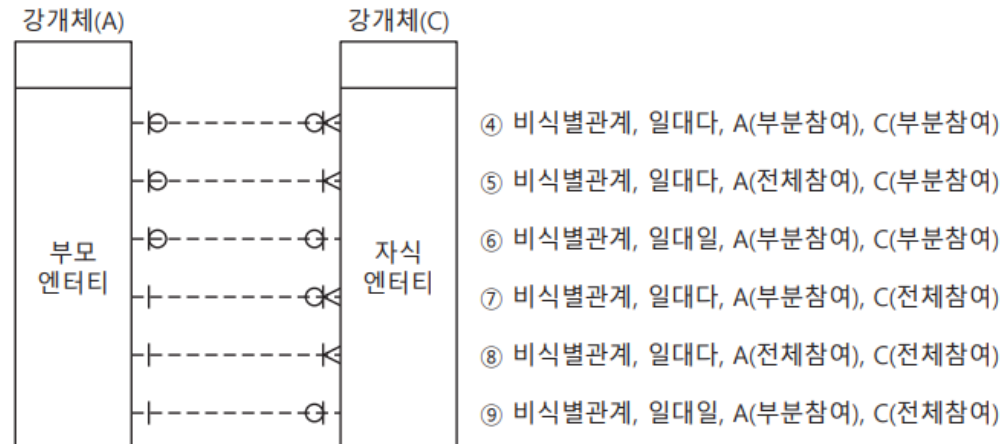 강개체(A)
강개체(C)
부모
엔터티
자식
엔터티
④ 비식별관계, 일대다, A(부분참여), C(부분참여)
⑤ 비식별관계, 일대다, A(전체참여), C(부분참여)
⑥ 비식별관계, 일대일, A(부분참여), C(부분참여)
⑦ 비식별관계, 일대다, A(부분참여), C(전체참여)
⑧ 비식별관계, 일대다, A(전체참여), C(전체참여)
⑨ 비식별관계, 일대일, A(부분참여), C(전체참여)